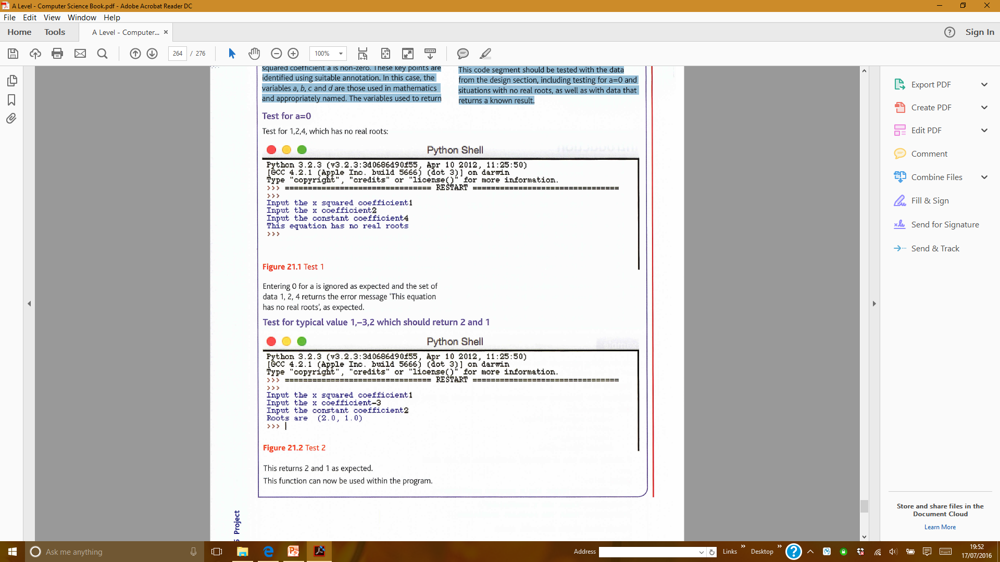 A Level - Computer Science Book.pdf - Adobe Acrobat Reader DC
File Edit View Window Help
Home Tools A Level - Computer... × Sign In
264 / 276 100%
squared coefficient a is non-zero. These key points are
identified using suitable annotation. In this case, the
variables a, b, c and d are those used in mathematics
and appropriately named. The variables used to return
This code segment should be tested with the data
from the design section, including testing for a=0 and
situations with no real roots, as well as with data that
returns a known result.
Test for a=0
Test for 1,2,4, which has no real roots:
Python Shell
Python 3.2.3 (v3.2.3:3d0686d90f55, Apr 10 2012, 11:25:50)
[GCC 4.2.1 (Apple Inc. build 5666) (dot 3)] on darwin
Type "copyright", "credits" or "license()" for more information.
>>> ================================ RESTART ================================
>>>
Input the x squared coefficient1
Input the x coefficient2
Input the constant coefficient4
This equation has no real roots
>>>
Figure 21.1 Test 1
Entering 0 for a is ignored as expected and the set of
data 1, 2, 4 returns the error message ‘This equation
has no real roots’, as expected.
Test for typical value 1,–3,2 which should return 2 and 1
Python Shell
Python 3.2.3 (v3.2.3:3d0686d90f55, Apr 10 2012, 11:25:50)
[GCC 4.2.1 (Apple Inc. build 5666) (dot 3)] on darwin
Type "copyright", "credits" or "license()" for more information.
>>> ================================ RESTART ================================
>>>
Input the x squared coefficient1
Input the x coefficient-3
Input the constant coefficient2
Roots are (2.0, 1.0)
>>>
Figure 21.2 Test 2
This returns 2 and 1 as expected.
This function can now be used within the program.
Project
Export PDF
Create PDF
Edit PDF
Comment
Combine Files
Fill & Sign
Send for Signature
Send & Track
Store and share files in the
Document Cloud
Learn More
Ask me anything
Address Links » Desktop »
19:52
17/07/2016